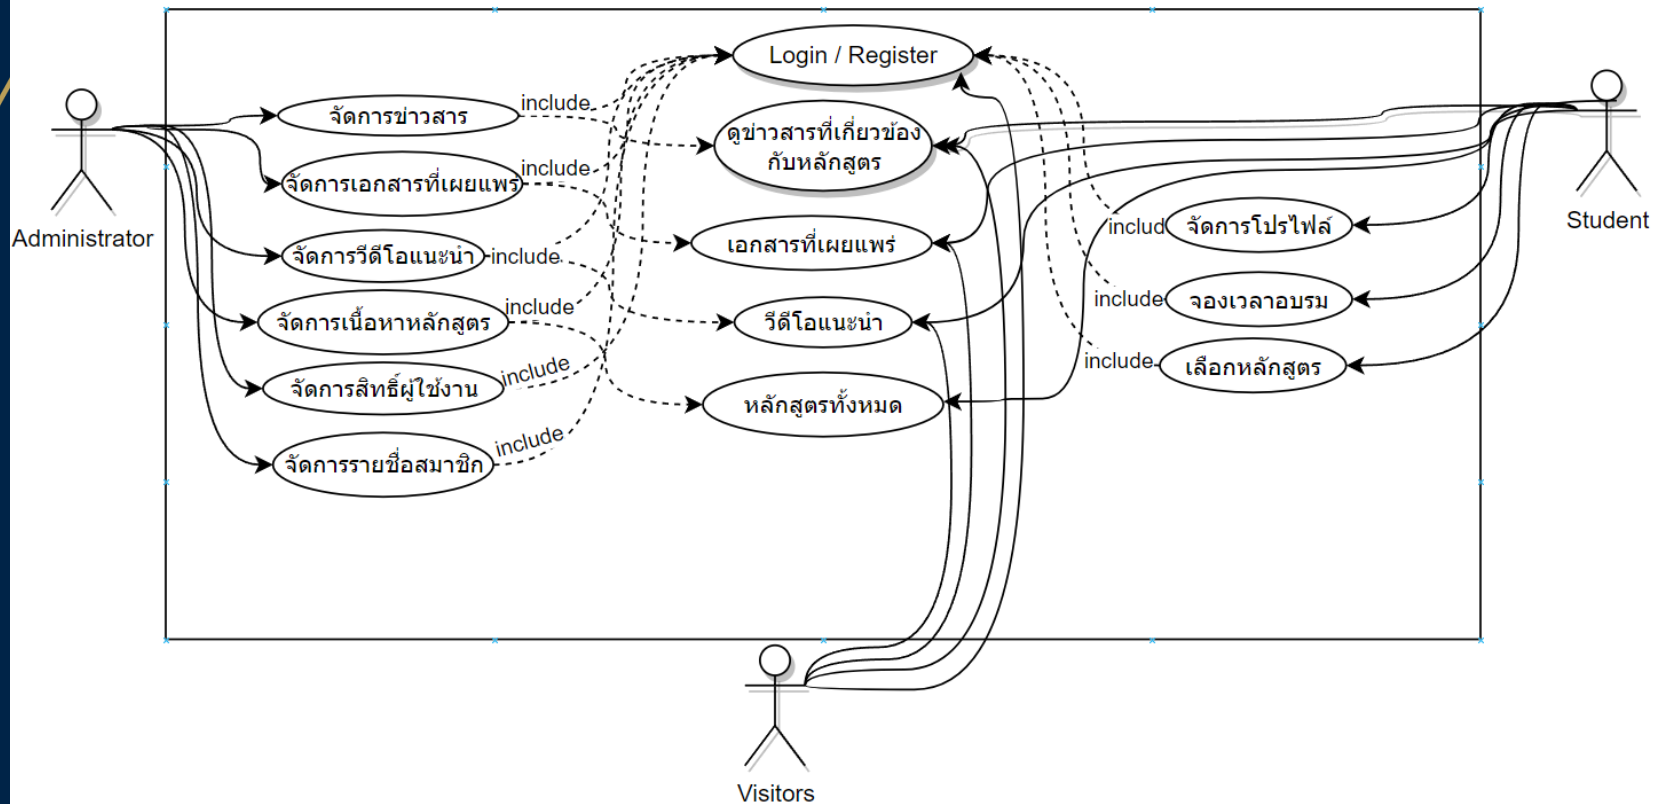 Login / Register
จัดการข่าวสาร
include
ดูข่าวสารที่เกี่ยวข้อง
กับหลักสูตร
จัดการเอกสารที่เผยแพร่
include
Administrator
Student
includ
จัดการโปรไฟล์
จัดการวีดีโอแนะนำ
include
เอกสารที่เผยแพร่
include
จองเวลาอบรม
จัดการเนื้อหาหลักสูตร
include
วีดีโอแนะนำ
include
เลือกหลักสูตร
จัดการสิทธิ์ผู้ใช้งาน
include
หลักสูตรทั้งหมด
จัดการรายชื่อสมาชิก
include
Visitors